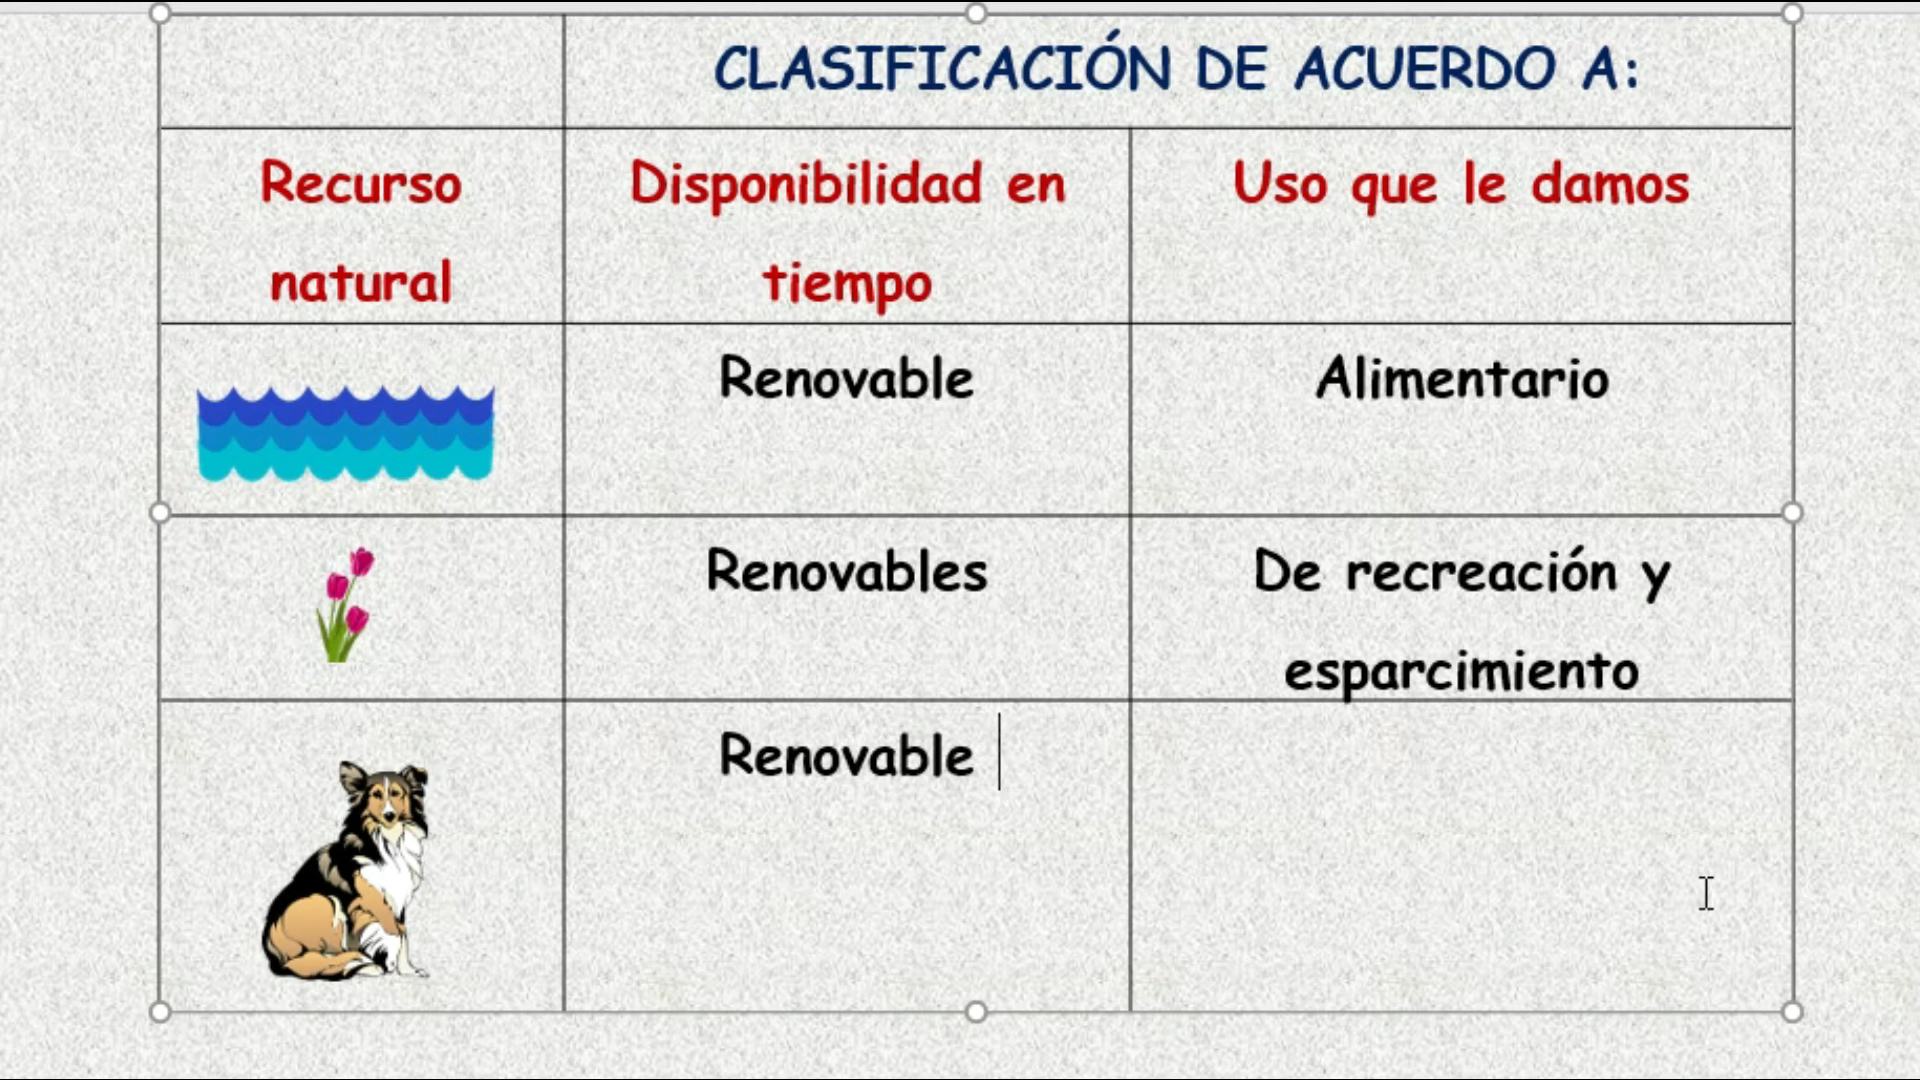 CLASIFICACIÓN DE ACUERDO A:
Recurso
natural
Disponibilidad en
tiempo
Uso que le damos
Renovable
Alimentario
Renovables
De recreación y
esparcimiento
Renovable